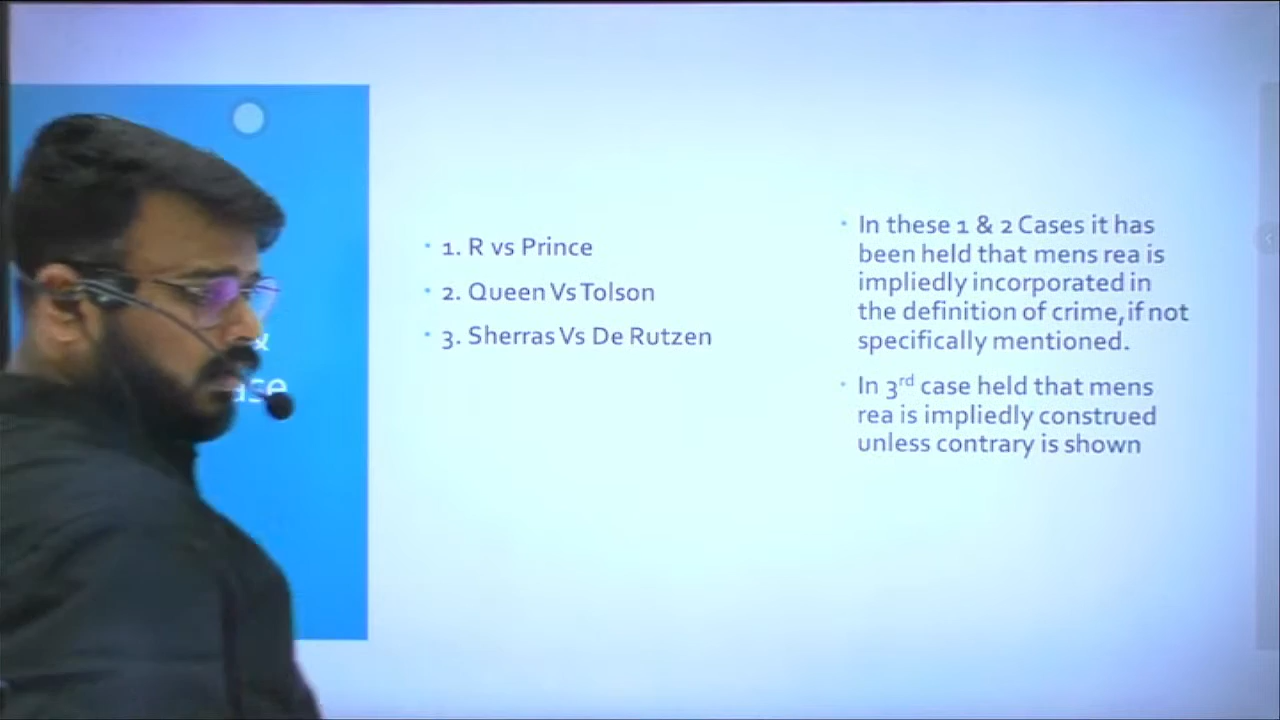 &
ase
• 1. R vs Prince
• 2. Queen Vs Tolson
• 3. Sherras Vs De Rutzen
• In these 1 & 2 Cases it has
been held that mens rea is
impliedly incorporated in
the definition of crime, if not
specifically mentioned.
• In 3rd case held that mens
rea is impliedly construed
unless contrary is shown